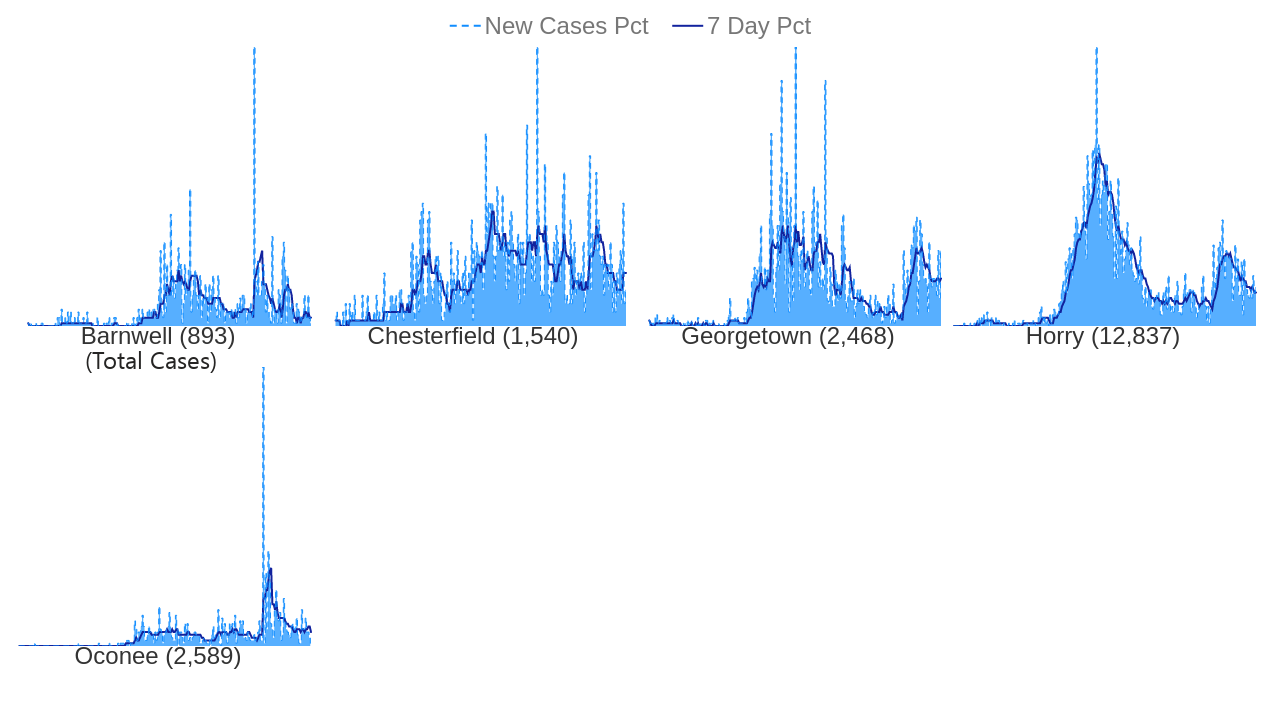 New Cases Pct 7 Day Pct
Barnwell (893) Chesterfield (1,540) Georgetown (2,468) Horry (12,837)
(Total Cases)
Oconee (2,589)